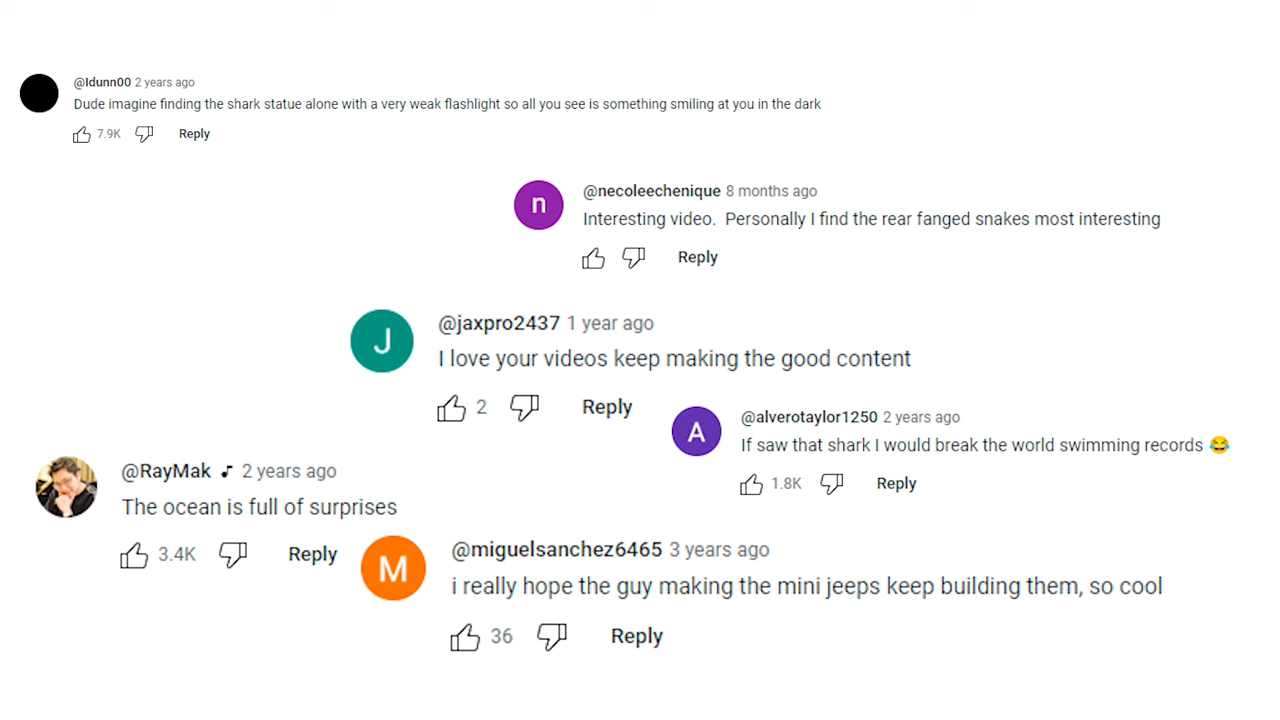 @Idunn00 2 years ago
Dude imagine finding the shark statue alone with a very weak flashlight so all you see is something smiling at you in the dark
7.9K Reply
n
@necoleechenique 8 months ago
Interesting video. Personally I find the rear fanged snakes most interesting
Reply
J
@jaxpro2437 1 year ago
I love your videos keep making the good content
2 Reply
A
@alverotaylor1250 2 years ago
If saw that shark I would break the world swimming records 😂
1.8K Reply
@RayMak ♪ 2 years ago
The ocean is full of surprises
3.4K Reply
M
@miguelsanchez6465 3 years ago
i really hope the guy making the mini jeeps keep building them, so cool
36 Reply